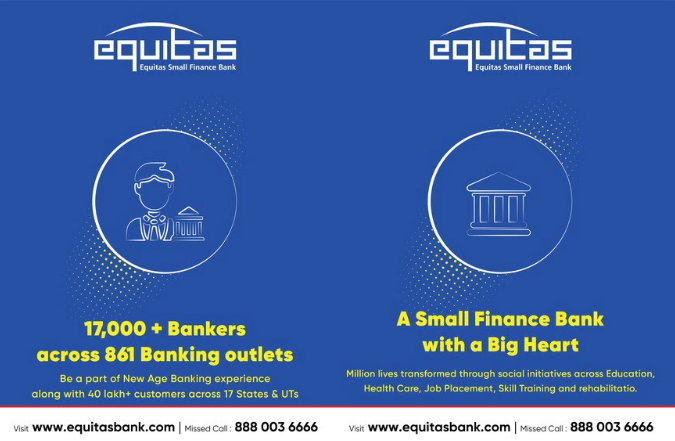 equitas
Equitas Small Finance Bank
17,000 + Bankers
across 861 Banking outlets
Be a part of New Age Banking experience
along with 40 lakh+ customers across 17 States & UTs
Visit www.equitasbank.com | Missed Call : 888 003 6666
equitas
Equitas Small Finance Bank
A Small Finance Bank
with a Big Heart
Million lives transformed through social initiatives across Education,
Health Care, Job Placement, Skill Training and rehabilitatio.
Visit www.equitasbank.com | Missed Call : 888 003 6666